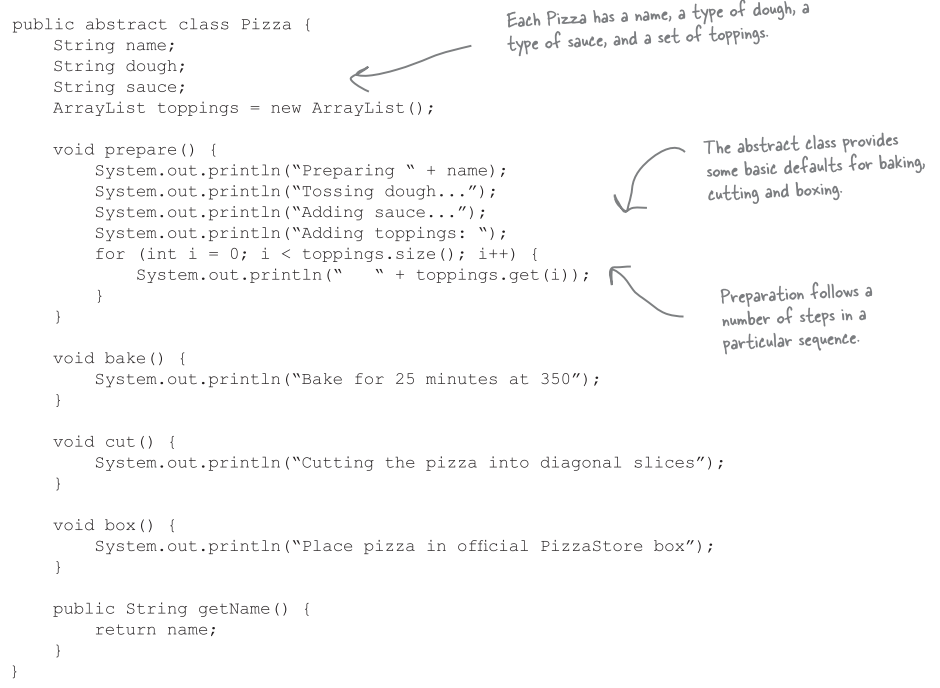 public abstract class Pizza {
    String name;
    String dough;
    String sauce;
    ArrayList toppings = new ArrayList();
Each Pizza has a name, a type of dough, a
type of sauce, and a set of toppings.
    void prepare() {
        System.out.println(“Preparing “ + name);
        System.out.println(“Tossing dough...”);
        System.out.println(“Adding sauce...”);
        System.out.println(“Adding toppings: “);
        for (int i = 0; i < toppings.size(); i++) {
            System.out.println(“   “ + toppings.get(i));
        }
    }
The abstract class provides
some basic defaults for baking,
cutting and boxing.
Preparation follows a
number of steps in a
particular sequence.
    void bake() {
        System.out.println(“Bake for 25 minutes at 350”);
    }
    void cut() {
        System.out.println(“Cutting the pizza into diagonal slices”);
    }
    void box() {
        System.out.println(“Place pizza in official PizzaStore box”);
    }
    public String getName() {
        return name;
    }
}